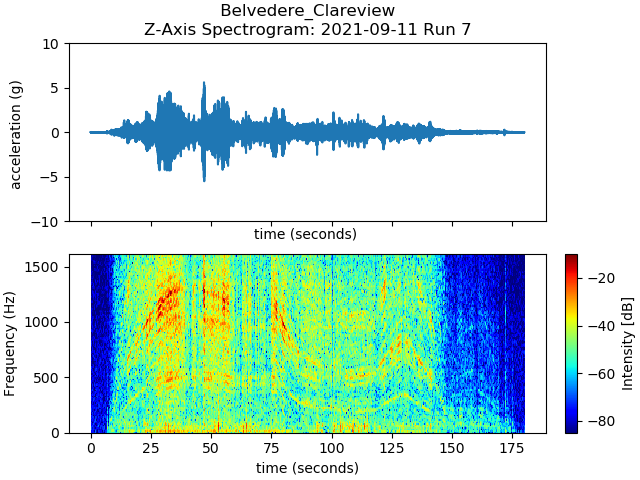 Belvedere_Clareview
Z-Axis Spectrogram: 2021-09-11 Run 7
10
5
0
−5
−10
acceleration (g)
time (seconds)
1500
1000
500
0
Frequency (Hz)
0 25 50 75 100 125 150 175
time (seconds)
−20
−40
−60
−80
Intensity [dB]